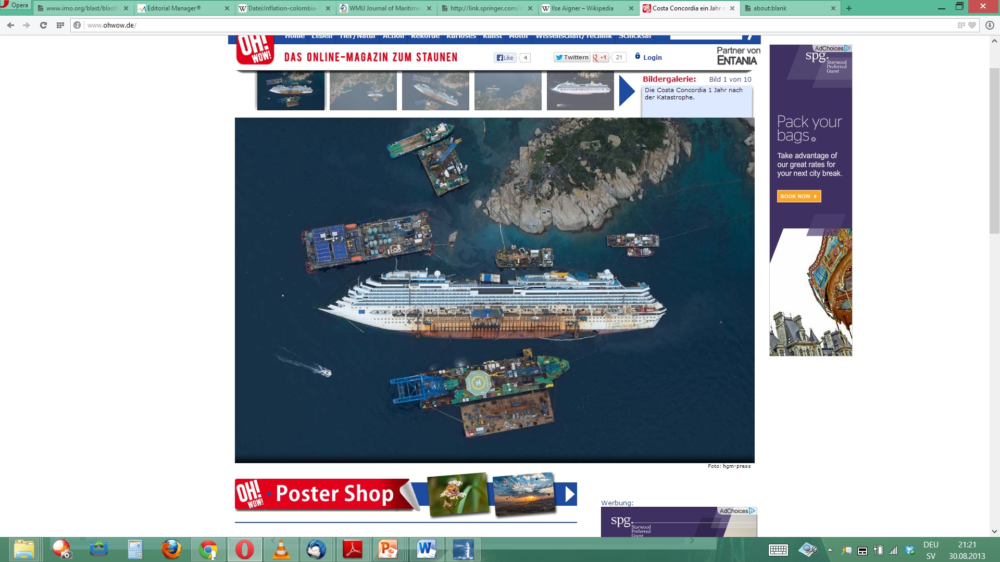 Opera
www.imo.org/blast/blastD
Editorial Manager®
Datei:Inflation-colombia-1
WMU Journal of Maritime
http://link.springer.com/c
Ilse Aigner – Wikipedia
Costa Concordia ein Jahr n
about:blank
www.ohwow.de/
Home Leben Tier/Natur Action Rekorde Kurioses Kunst Motor Wissenschaft/Technik Schicksal
OH!
WOW!
DAS ONLINE-MAGAZIN ZUM STAUNEN
Like 4
Twittern
+1 21
Login
Partner von
ENTANIA
Bildergalerie: Bild 1 von 10
Die Costa Concordia 1 Jahr nach
der Katastrophe.
H
Foto: hgm-press
AdChoices
spg.
Starwood
Preferred
Guest
Pack your
bags
Take advantage of
our great rates for
your next city break.
BOOK NOW
OH!
WOW!
Poster Shop
Werbung:
AdChoices
spg.
Starwood
Preferred
Guest
DEU
SV
21:21
30.08.2013